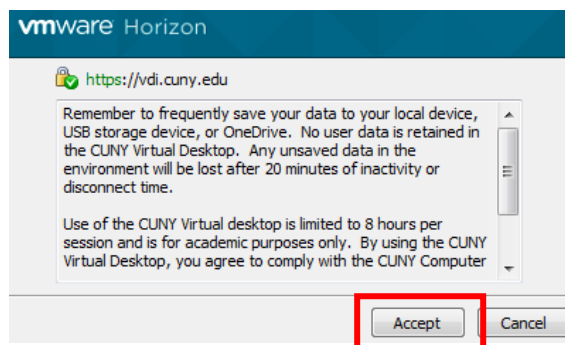 vmware Horizon
https://vdi.cuny.edu
Remember to frequently save your data to your local device,
USB storage device, or OneDrive. No user data is retained in
the CUNY Virtual Desktop. Any unsaved data in the
environment will be lost after 20 minutes of inactivity or
disconnect time.
Use of the CUNY Virtual desktop is limited to 8 hours per
session and is for academic purposes only. By using the CUNY
Virtual Desktop, you agree to comply with the CUNY Computer
Accept Cancel